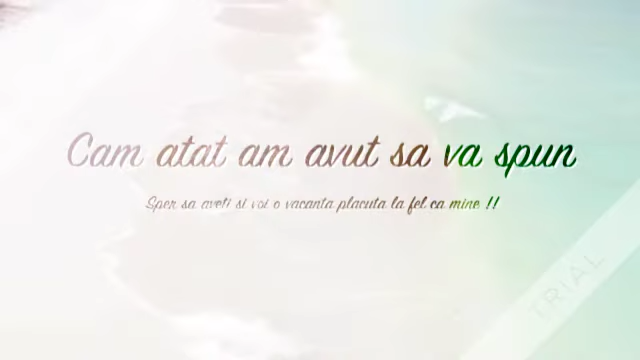 Cam atat am avut sa va spun
Sper sa aveti si voi o vacanta placuta la fel ca mine !!
TRIAL